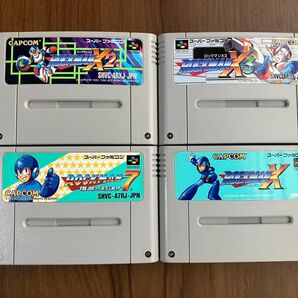 CAPCOM
スーパーファミコン
ROCKMAN X2
SHVC-ARXJ-JPN
スーパーファミコン
ロックマンX3
ROCKMAN X3
CAPCOM
スーパーファミコン
ROCKMAN 7
CAPCOM
SHVC-A7RJ-JPN
スーパーファミコン
CAPCOM
ROCKMAN X